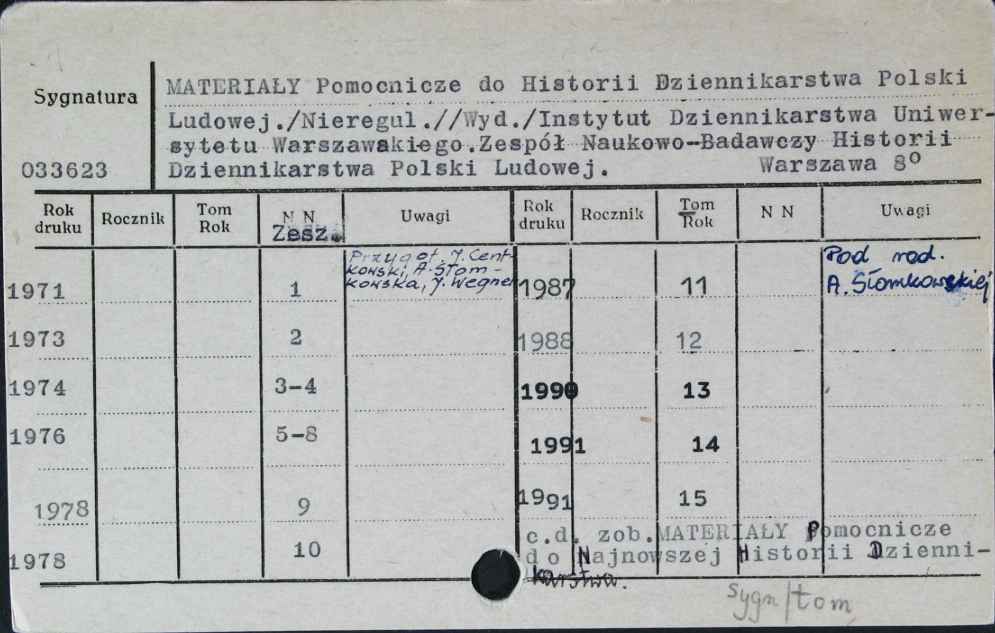 MATERIAŁY Pomocnicze do Historii Dziennikarstwa Polski
Sygnatura
Ludowej./Nieregul.//Wyd./Instytut Dziennikarstwa Uniwer-
sytetu Warszawakiego.Zespół Naukowo-Badawczy Historii
033623 Dziennikarstwa Polski Ludowej. Warszawa 8°
Rok druku Rocznik Tom Rok N N Zesz. Uwagi Rok druku Rocznik Tom Rok N N Uwagi
Przygot. J. Cent-
kowski, A. Słom-
kowska, J. Wegner
Pod red.
A. Słomkowskiej
1971 1 1987 11
1973 2 1988 12
1974 3-4 1990 13
1976 5-8 1991 14
1978 9 1991 15
1978 10
c.d. zob. MATERIAŁY Pomocnicze
do Najnowszej Historii Dzienni-
karstwa.
sygn/tom